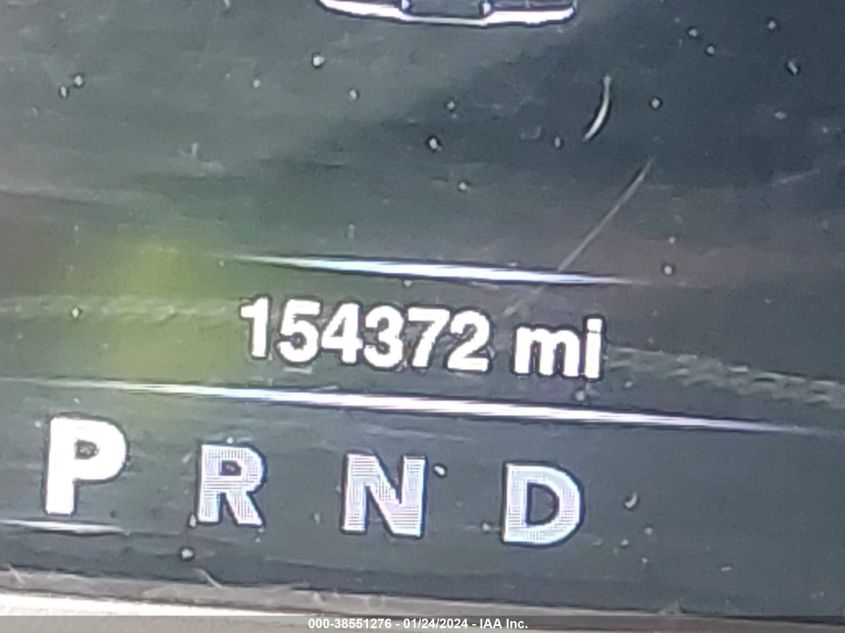 154372 mi
P R N D
000-38551276 - 01/24/2024 - IAA Inc.